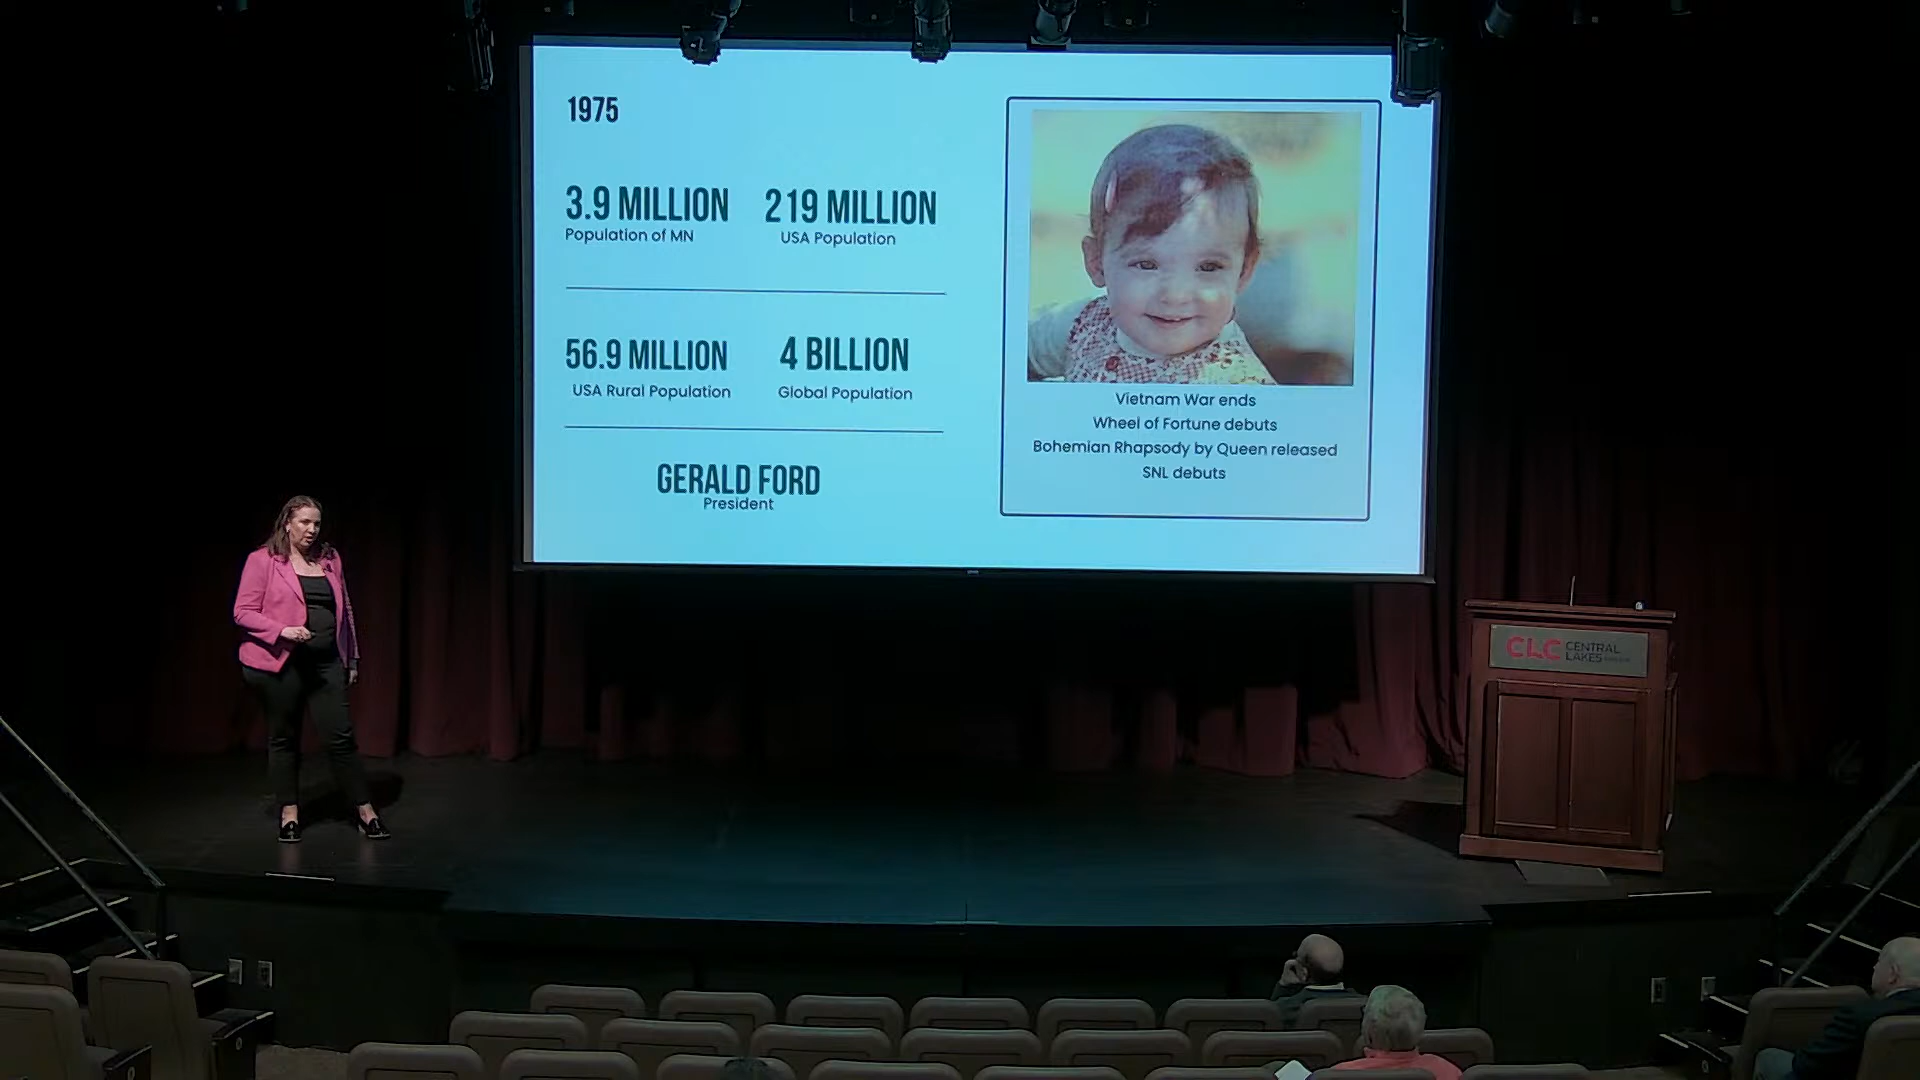 1975
3.9 MILLION
Population of MN
219 MILLION
USA Population
56.9 MILLION
USA Rural Population
4 BILLION
Global Population
GERALD FORD
President
Vietnam War ends
Wheel of Fortune debuts
Bohemian Rhapsody by Queen released
SNL debuts
CLC CENTRAL
LAKES